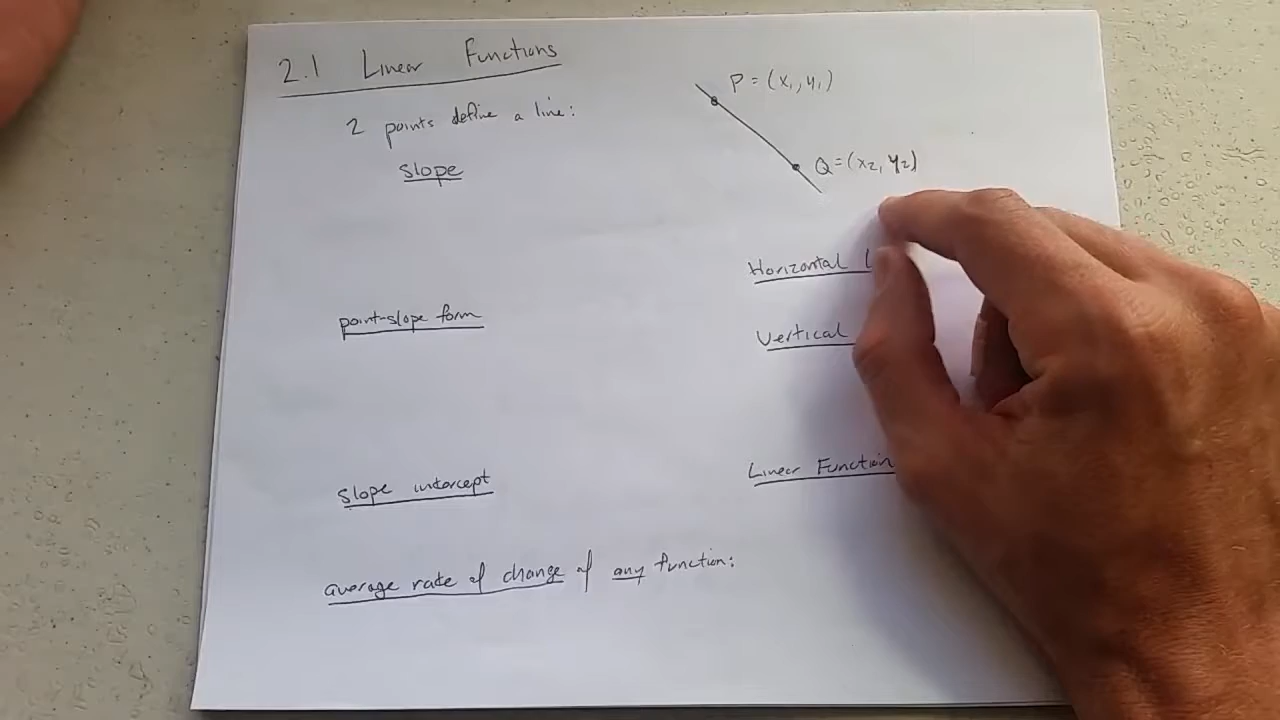 2.1 Linear Functions
2 points define a line:
slope
P = (x₁, y₁)
Q = (x₂, y₂)
Horizontal
Vertical
point-slope form
Linear Function
slope intercept
average rate of change of any function: